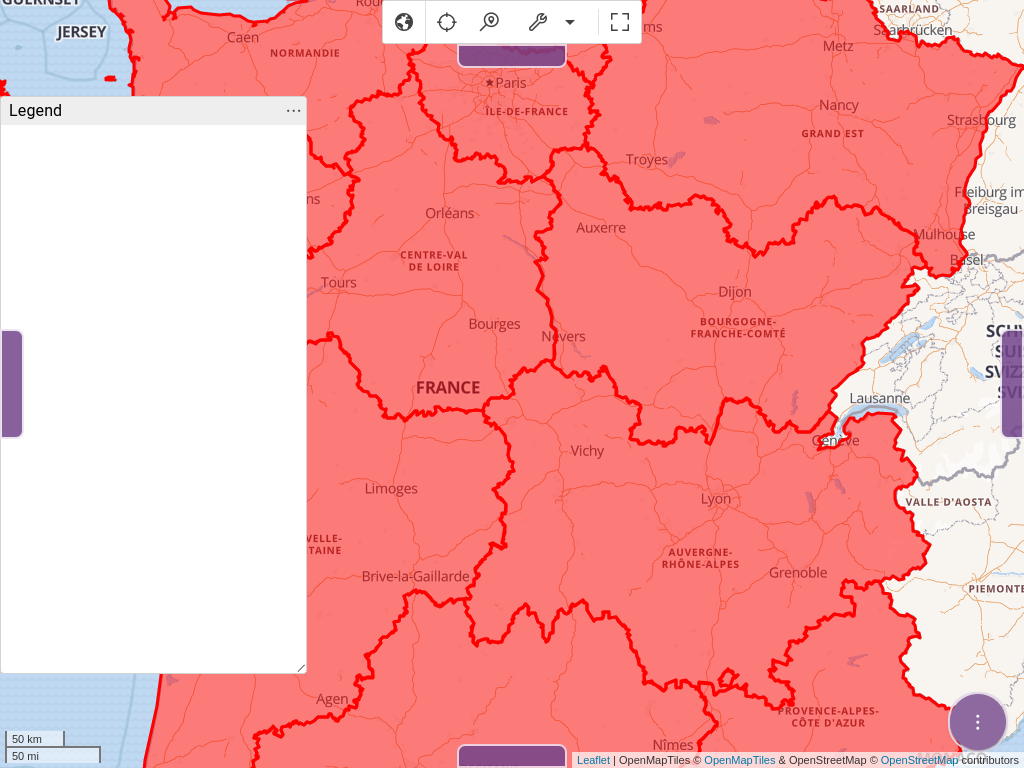 GUERNSEY
JERSEY
Caen
NORMANDIE
Paris
ÎLE-DE-FRANCE
Metz
SAARLAND
Saarbrücken
Nancy
GRAND EST
Strasbourg
Troyes
Legend
Orléans
Auxerre
Freiburg im
Breisgau
Mulhouse
Basel
CENTRE-VAL
DE LOIRE
Tours
Dijon
Bourges
BOURGOGNE-
FRANCHE-COMTÉ
Nevers
FRANCE
Lausanne
Genève
Vichy
Limoges
Lyon
VALLE D'AOSTA
AUVERGNE-
RHÔNE-ALPES
Brive-la-Gaillarde
Grenoble
PIEMONTE
Agen
PROVENCE-ALPES-
CÔTE D'AZUR
Nîmes
50 km
50 mi
Leaflet | OpenMapTiles © OpenMapTiles & OpenStreetMap © OpenStreetMap contributors